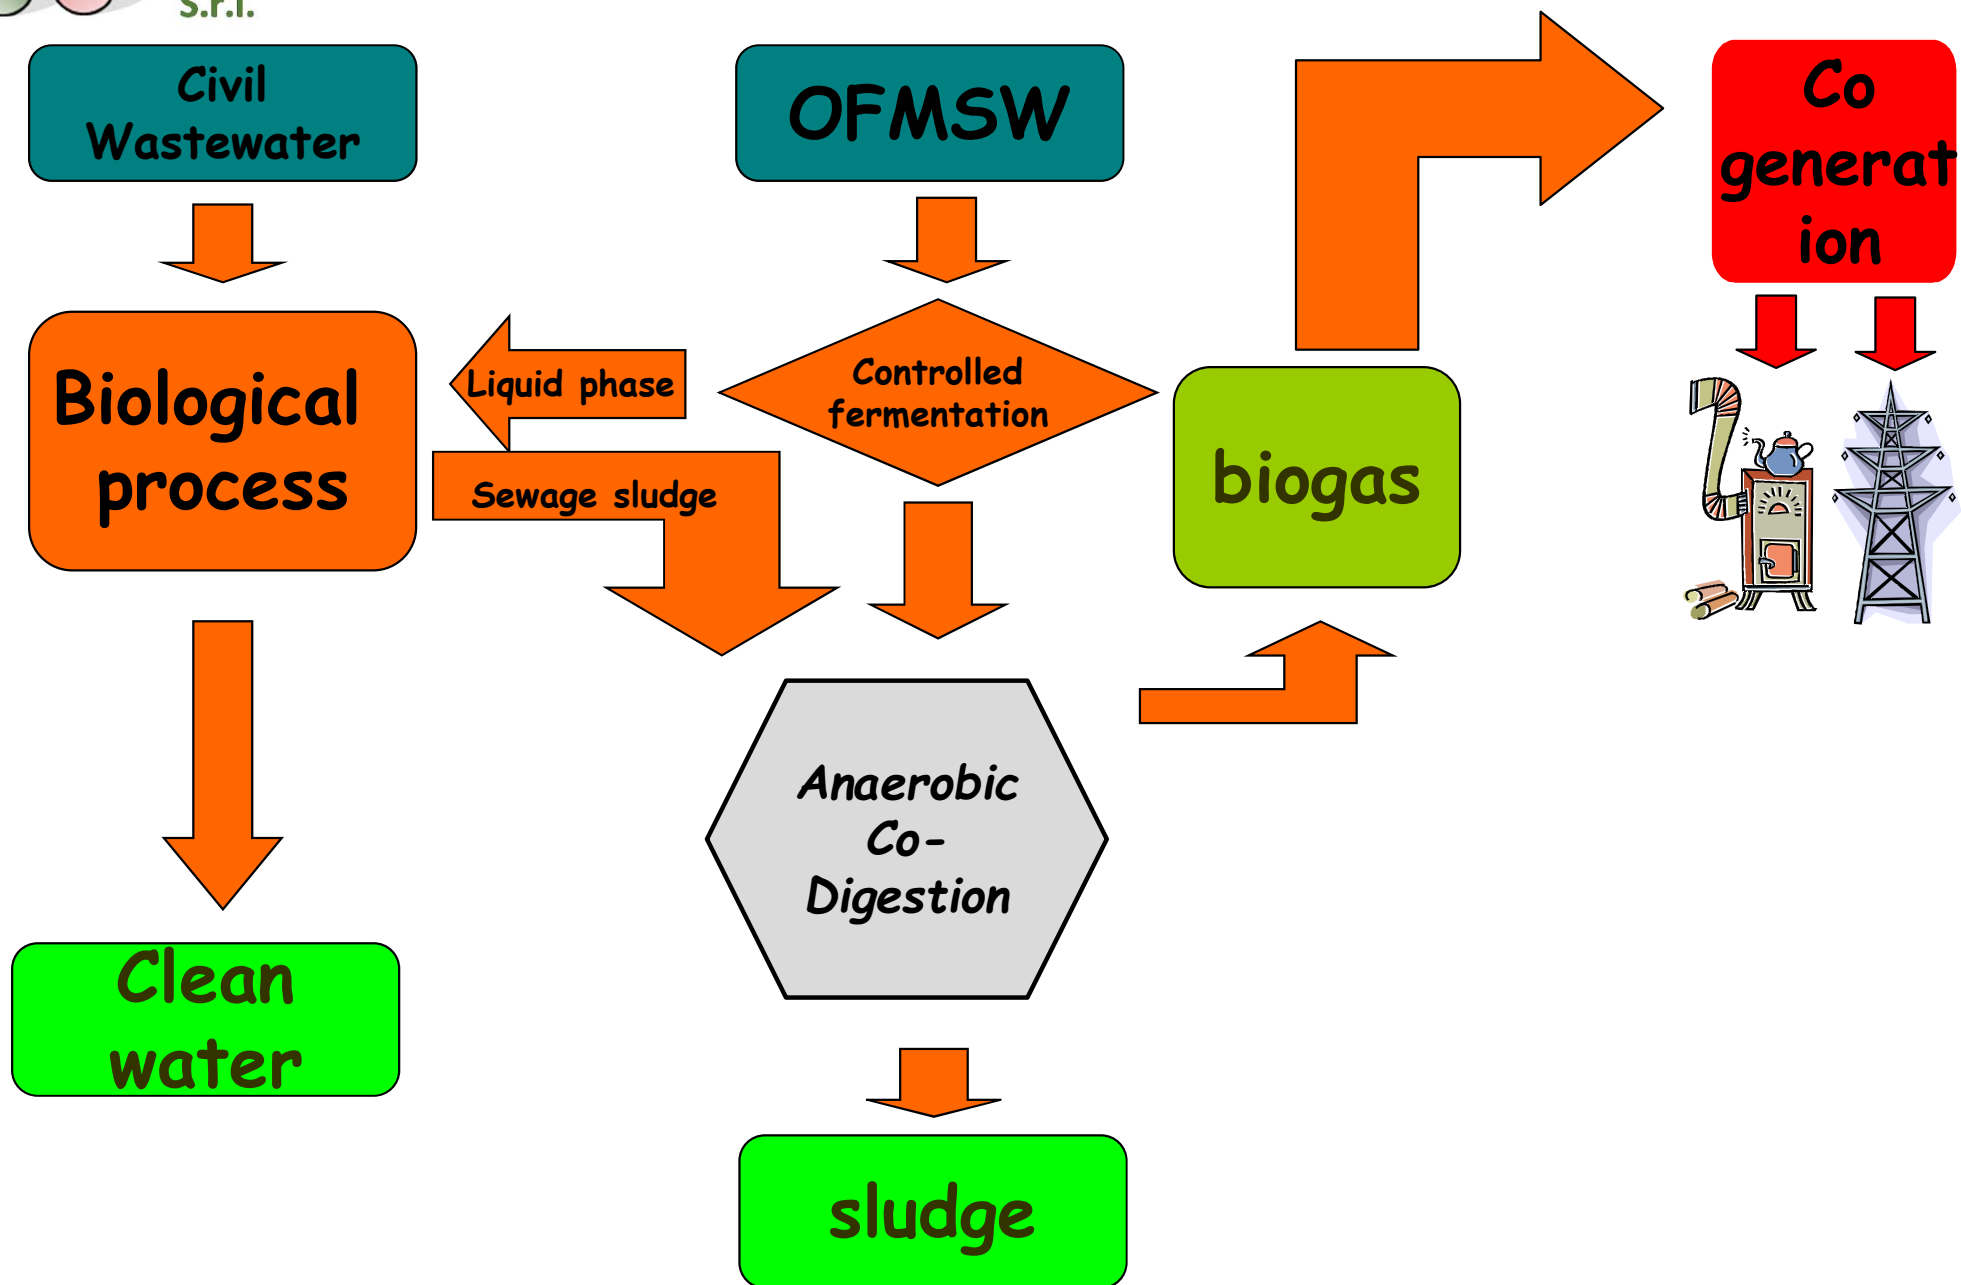 s.r.l.
Civil
Wastewater
OFMSW
Co
generat
ion
Liquid phase
Controlled
fermentation
Biological
process
Sewage sludge
biogas
Anaerobic
Co-
Digestion
Clean
water
sludge